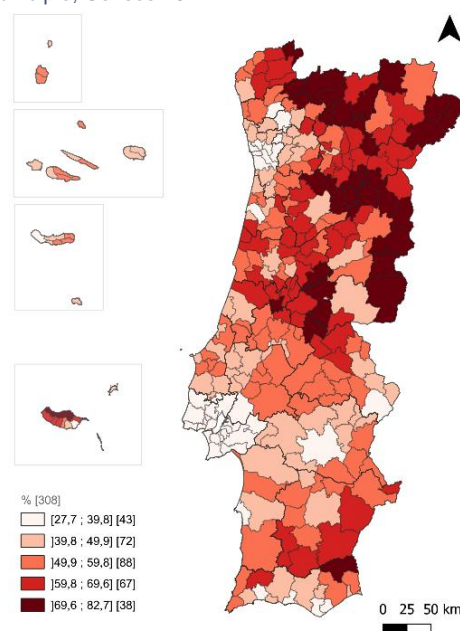 % [308]
[27,7 ; 39,8] [43]
]39,8 ; 49,9] [72]
]49,9 ; 59,8] [88]
]59,8 ; 69,6] [67]
]69,6 ; 82,7] [38]
0 25 50 km